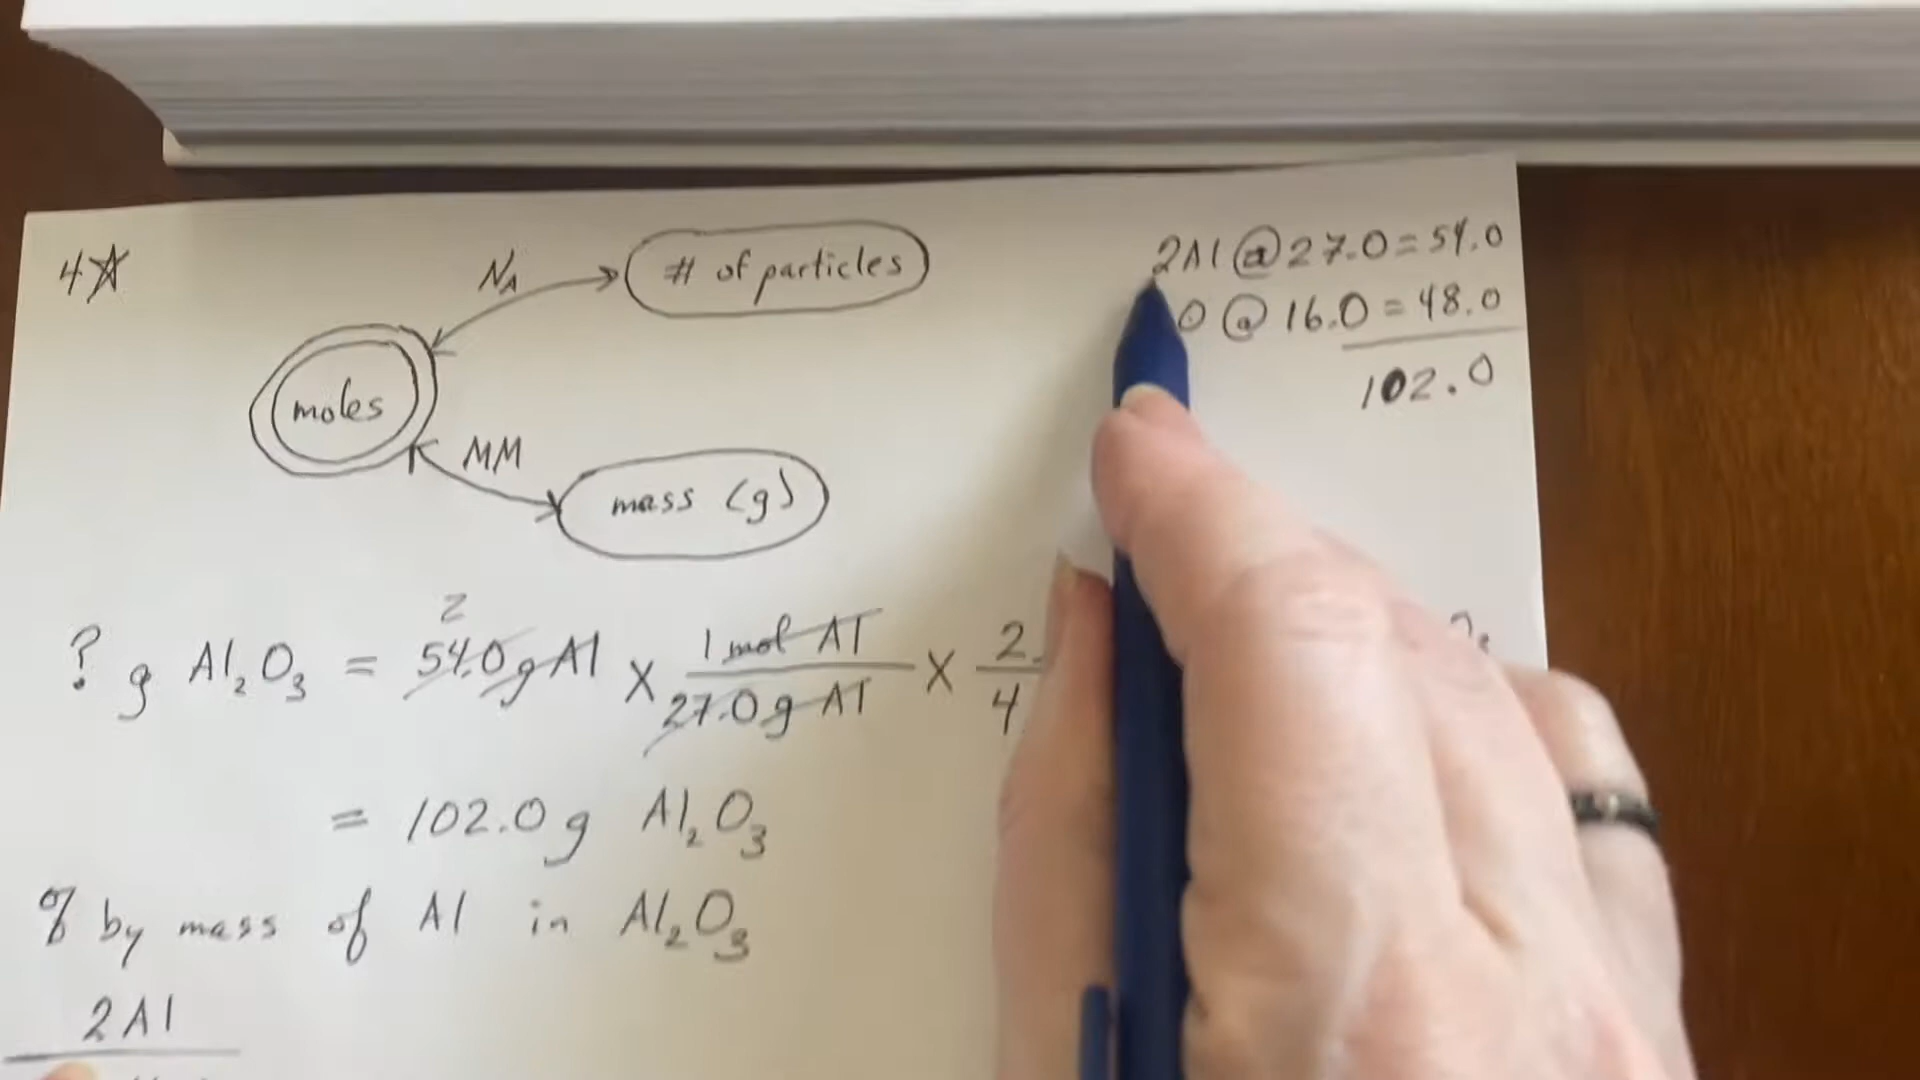 4☆
NA
# of particles
moles
MM
mass (g)
2Al @ 27.0 = 54.0
O @ 16.0 = 48.0
102.0
2
? g Al₂O₃ = 54.0 g Al × 1 mol Al / 27.0 g Al × 2 / 4
= 102.0 g Al₂O₃
% by mass of Al in Al₂O₃
2Al